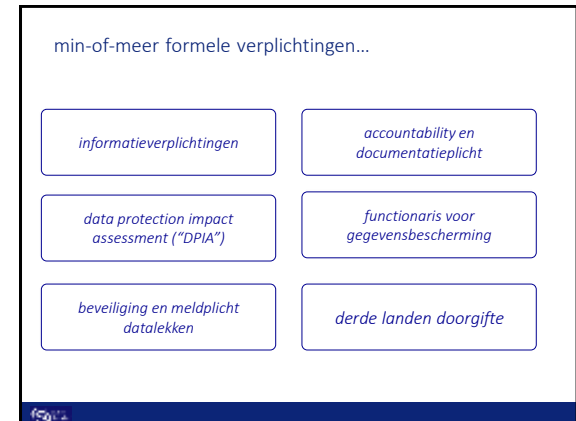 min-of-meer formele verplichtingen...
informatieverplichtingen
accountability en
documentatieplicht
data protection impact
assessment (“DPIA”)
functionaris voor
gegevensbescherming
beveiliging en meldplicht
datalekken
derde landen doorgifte